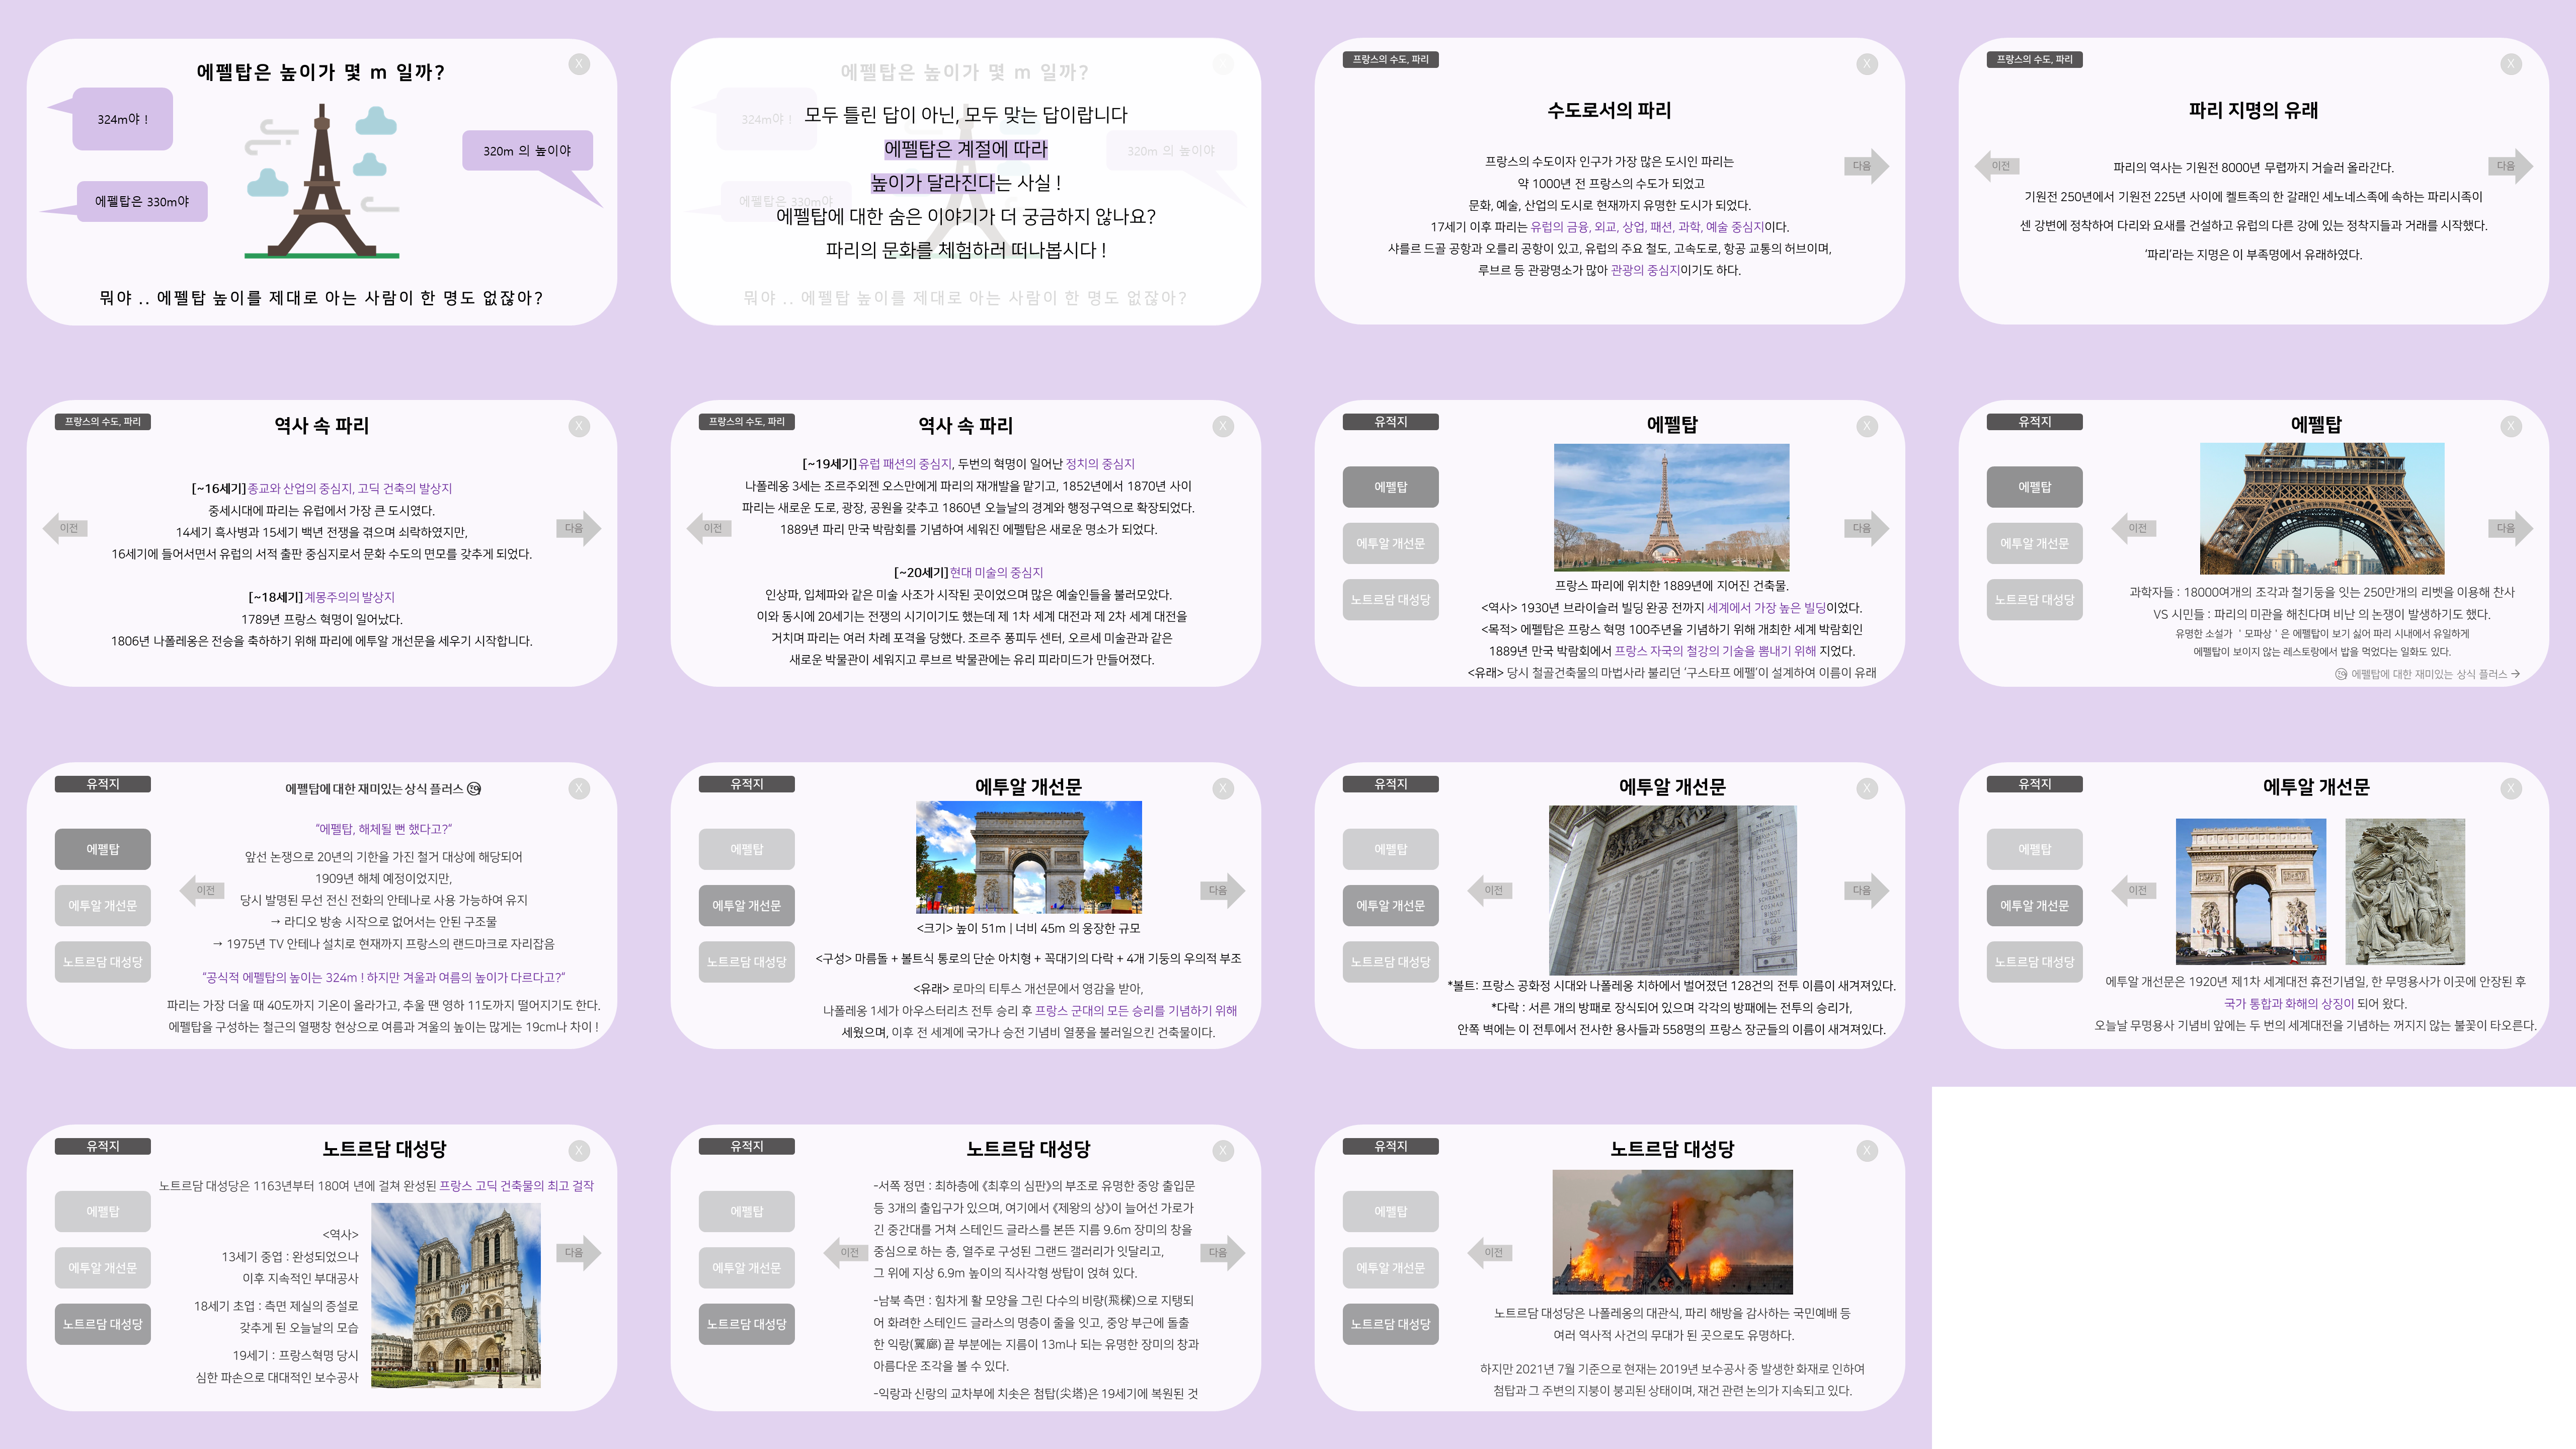 에펠탑은 높이가 몇 m 일까?
X
324m야 !
320m 의 높이야
에펠탑은 330m야
뭐야 .. 에펠탑 높이를 제대로 아는 사람이 한 명도 없잖아?
에펠탑은 높이가 몇 m 일까?
X
324m야 !
모두 틀린 답이 아닌, 모두 맞는 답이랍니다
에펠탑은 계절에 따라
320m 의 높이야
높이가 달라진다는 사실 !
에펠탑은 330m야
에펠탑에 대한 숨은 이야기가 더 궁금하지 않나요?
파리의 문화를 체험하러 떠나봅시다 !
뭐야 .. 에펠탑 높이를 제대로 아는 사람이 한 명도 없잖아?
프랑스의 수도, 파리
X
수도로서의 파리
프랑스의 수도이자 인구가 가장 많은 도시인 파리는
약 1000년 전 프랑스의 수도가 되었고
문화, 예술, 산업의 도시로 현재까지 유명한 도시가 되었다.
17세기 이후 파리는 유럽의 금융, 외교, 상업, 패션, 과학, 예술 중심지이다.
샤를르 드골 공항과 오를리 공항이 있고, 유럽의 주요 철도, 고속도로, 항공 교통의 허브이며,
루브르 등 관광명소가 많아 관광의 중심지이기도 하다.
다음
프랑스의 수도, 파리
X
파리 지명의 유래
이전
파리의 역사는 기원전 8000년 무렵까지 거슬러 올라간다.
기원전 250년에서 기원전 225년 사이에 켈트족의 한 갈래인 세노네스족에 속하는 파리시족이
센 강변에 정착하여 다리와 요새를 건설하고 유럽의 다른 강에 있는 정착지들과 거래를 시작했다.
‘파리’라는 지명은 이 부족명에서 유래하였다.
다음
프랑스의 수도, 파리
역사 속 파리
X
[~16세기]종교와 산업의 중심지, 고딕 건축의 발상지
중세시대에 파리는 유럽에서 가장 큰 도시였다.
14세기 흑사병과 15세기 백년 전쟁을 겪으며 쇠락하였지만,
16세기에 들어서면서 유럽의 서적 출판 중심지로서 문화 수도의 면모를 갖추게 되었다.
이전
다음
[~18세기]계몽주의의 발상지
1789년 프랑스 혁명이 일어났다.
1806년 나폴레옹은 전승을 축하하기 위해 파리에 에투알 개선문을 세우기 시작합니다.
프랑스의 수도, 파리
역사 속 파리
X
[~19세기]유럽 패션의 중심지, 두번의 혁명이 일어난 정치의 중심지
나폴레옹 3세는 조르주외젠 오스만에게 파리의 재개발을 맡기고, 1852년에서 1870년 사이
파리는 새로운 도로, 광장, 공원을 갖추고 1860년 오늘날의 경계와 행정구역으로 확장되었다.
1889년 파리 만국 박람회를 기념하여 세워진 에펠탑은 새로운 명소가 되었다.
이전
[~20세기]현대 미술의 중심지
인상파, 입체파와 같은 미술 사조가 시작된 곳이었으며 많은 예술인들을 불러모았다.
이와 동시에 20세기는 전쟁의 시기이기도 했는데 제 1차 세계 대전과 제 2차 세계 대전을
거치며 파리는 여러 차례 포격을 당했다. 조르주 퐁피두 센터, 오르세 미술관과 같은
새로운 박물관이 세워지고 루브르 박물관에는 유리 피라미드가 만들어졌다.
유적지
에펠탑
X
에펠탑
에투알 개선문
노트르담 대성당
다음
프랑스 파리에 위치한 1889년에 지어진 건축물.
<역사> 1930년 브라이슬러 빌딩 완공 전까지 세계에서 가장 높은 빌딩이었다.
<목적> 에펠탑은 프랑스 혁명 100주년을 기념하기 위해 개최한 세계 박람회인
1889년 만국 박람회에서 프랑스 자국의 철강의 기술을 뽐내기 위해 지었다.
<유래> 당시 철골건축물의 마법사라 불리던 ‘구스타프 에펠’이 설계하여 이름이 유래
유적지
에펠탑
X
에펠탑
에투알 개선문
노트르담 대성당
이전
다음
과학자들 : 18000여개의 조각과 철기둥을 잇는 250만개의 리벳을 이용해 찬사
VS 시민들 : 파리의 미관을 해친다며 비난 의 논쟁이 발생하기도 했다.
유명한 소설가 ' 모파상 ' 은 에펠탑이 보기 싫어 파리 시내에서 유일하게
에펠탑이 보이지 않는 레스토랑에서 밥을 먹었다는 일화도 있다.
에펠탑에 대한 재미있는 상식 플러스 →
유적지
에펠탑에 대한 재미있는 상식 플러스
X
에펠탑
에투알 개선문
노트르담 대성당
이전
“에펠탑, 해체될 뻔 했다고?”
앞선 논쟁으로 20년의 기한을 가진 철거 대상에 해당되어
1909년 해체 예정이었지만,
당시 발명된 무선 전신 전화의 안테나로 사용 가능하여 유지
→ 라디오 방송 시작으로 없어서는 안된 구조물
→ 1975년 TV 안테나 설치로 현재까지 프랑스의 랜드마크로 자리잡음
“공식적 에펠탑의 높이는 324m ! 하지만 겨울과 여름의 높이가 다르다고?”
파리는 가장 더울 때 40도까지 기온이 올라가고, 추울 땐 영하 11도까지 떨어지기도 한다.
에펠탑을 구성하는 철근의 열팽창 현상으로 여름과 겨울의 높이는 많게는 19cm나 차이 !
유적지
에투알 개선문
X
에펠탑
에투알 개선문
노트르담 대성당
다음
<크기> 높이 51m | 너비 45m 의 웅장한 규모
<구성> 마름돌 + 볼트식 통로의 단순 아치형 + 꼭대기의 다락 + 4개 기둥의 우의적 부조
<유래> 로마의 티투스 개선문에서 영감을 받아,
나폴레옹 1세가 아우스터리츠 전투 승리 후 프랑스 군대의 모든 승리를 기념하기 위해
세웠으며, 이후 전 세계에 국가나 승전 기념비 열풍을 불러일으킨 건축물이다.
유적지
에투알 개선문
X
에펠탑
에투알 개선문
노트르담 대성당
이전
다음
*볼트: 프랑스 공화정 시대와 나폴레옹 치하에서 벌어졌던 128건의 전투 이름이 새겨져있다.
*다락 : 서른 개의 방패로 장식되어 있으며 각각의 방패에는 전투의 승리가,
안쪽 벽에는 이 전투에서 전사한 용사들과 558명의 프랑스 장군들의 이름이 새겨져있다.
유적지
에투알 개선문
X
에펠탑
에투알 개선문
노트르담 대성당
이전
에투알 개선문은 1920년 제1차 세계대전 휴전기념일, 한 무명용사가 이곳에 안장된 후
국가 통합과 화해의 상징이 되어 왔다.
오늘날 무명용사 기념비 앞에는 두 번의 세계대전을 기념하는 꺼지지 않는 불꽃이 타오른다.
유적지
노트르담 대성당
X
에펠탑
에투알 개선문
노트르담 대성당
노트르담 대성당은 1163년부터 180여 년에 걸쳐 완성된 프랑스 고딕 건축물의 최고 걸작
<역사>
13세기 중엽 : 완성되었으나
이후 지속적인 부대공사
18세기 초엽 : 측면 제실의 증설로
갖추게 된 오늘날의 모습
19세기 : 프랑스혁명 당시
심한 파손으로 대대적인 보수공사
다음
유적지
노트르담 대성당
X
에펠탑
에투알 개선문
노트르담 대성당
이전
다음
-서쪽 정면 : 최하층에 《최후의 심판》의 부조로 유명한 중앙 출입문
등 3개의 출입구가 있으며, 여기에서 《제왕의 상》이 늘어선 가로가
긴 중간대를 거쳐 스테인드 글라스를 본뜬 지름 9.6m 장미의 창을
중심으로 하는 층, 열주로 구성된 그랜드 갤러리가 잇달리고,
그 위에 지상 6.9m 높이의 직사각형 쌍탑이 얹혀 있다.
-남북 측면 : 힘차게 활 모양을 그린 다수의 비량(飛樑)으로 지탱되
어 화려한 스테인드 글라스의 명층이 줄을 잇고, 중앙 부근에 돌출
한 익랑(翼廊) 끝 부분에는 지름이 13m나 되는 유명한 장미의 창과
아름다운 조각을 볼 수 있다.
-익랑과 신랑의 교차부에 치솟은 첨탑(尖塔)은 19세기에 복원된 것
유적지
노트르담 대성당
X
에펠탑
에투알 개선문
노트르담 대성당
이전
노트르담 대성당은 나폴레옹의 대관식, 파리 해방을 감사하는 국민예배 등
여러 역사적 사건의 무대가 된 곳으로도 유명하다.
하지만 2021년 7월 기준으로 현재는 2019년 보수공사 중 발생한 화재로 인하여
첨탑과 그 주변의 지붕이 붕괴된 상태이며, 재건 관련 논의가 지속되고 있다.